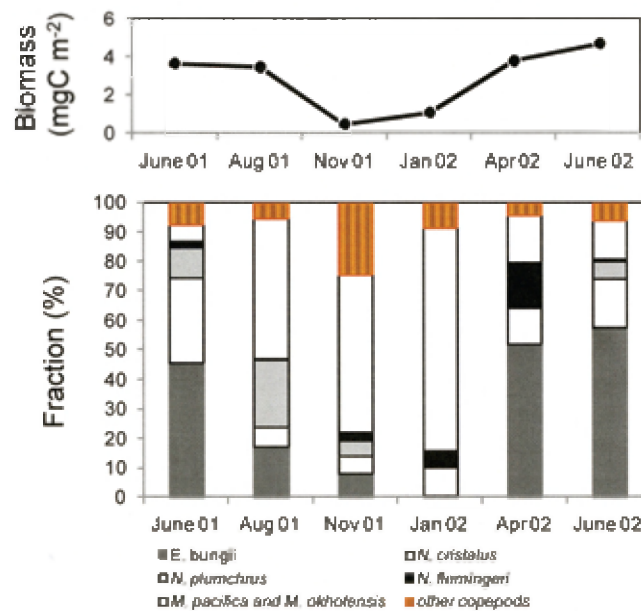 Biomass
(mgC m-2)
6
4
2
0
June 01 Aug 01 Nov 01 Jan 02 Apr 02 June 02
Fraction (%)
100
90
80
70
60
50
40
30
20
10
0
June 01 Aug 01 Nov 01 Jan 02 Apr 02 June 02
E. bungii N. cristatus
N. plumchrus N. flemingeri
M. pacifica and M. okhotensis other copepods